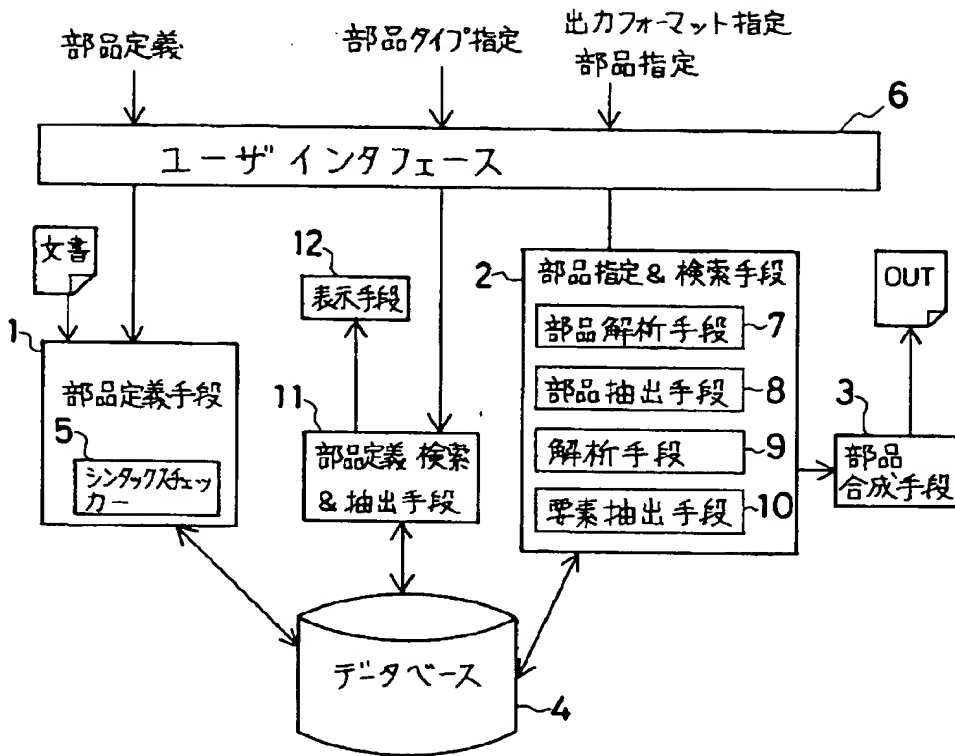 部品定義
部品タイプ指定
出力フォーマット指定
部品指定
6
ユーザインタフェース
文書
12
表示手段
2
部品指定&検索手段
部品解析手段
7
部品抽出手段
8
解析手段
9
要素抽出手段
10
OUT
1
部品定義手段
5
シンタックスチェッ
カー
11
部品定義検索
&抽出手段
3
部品
合成手段
データベース
4